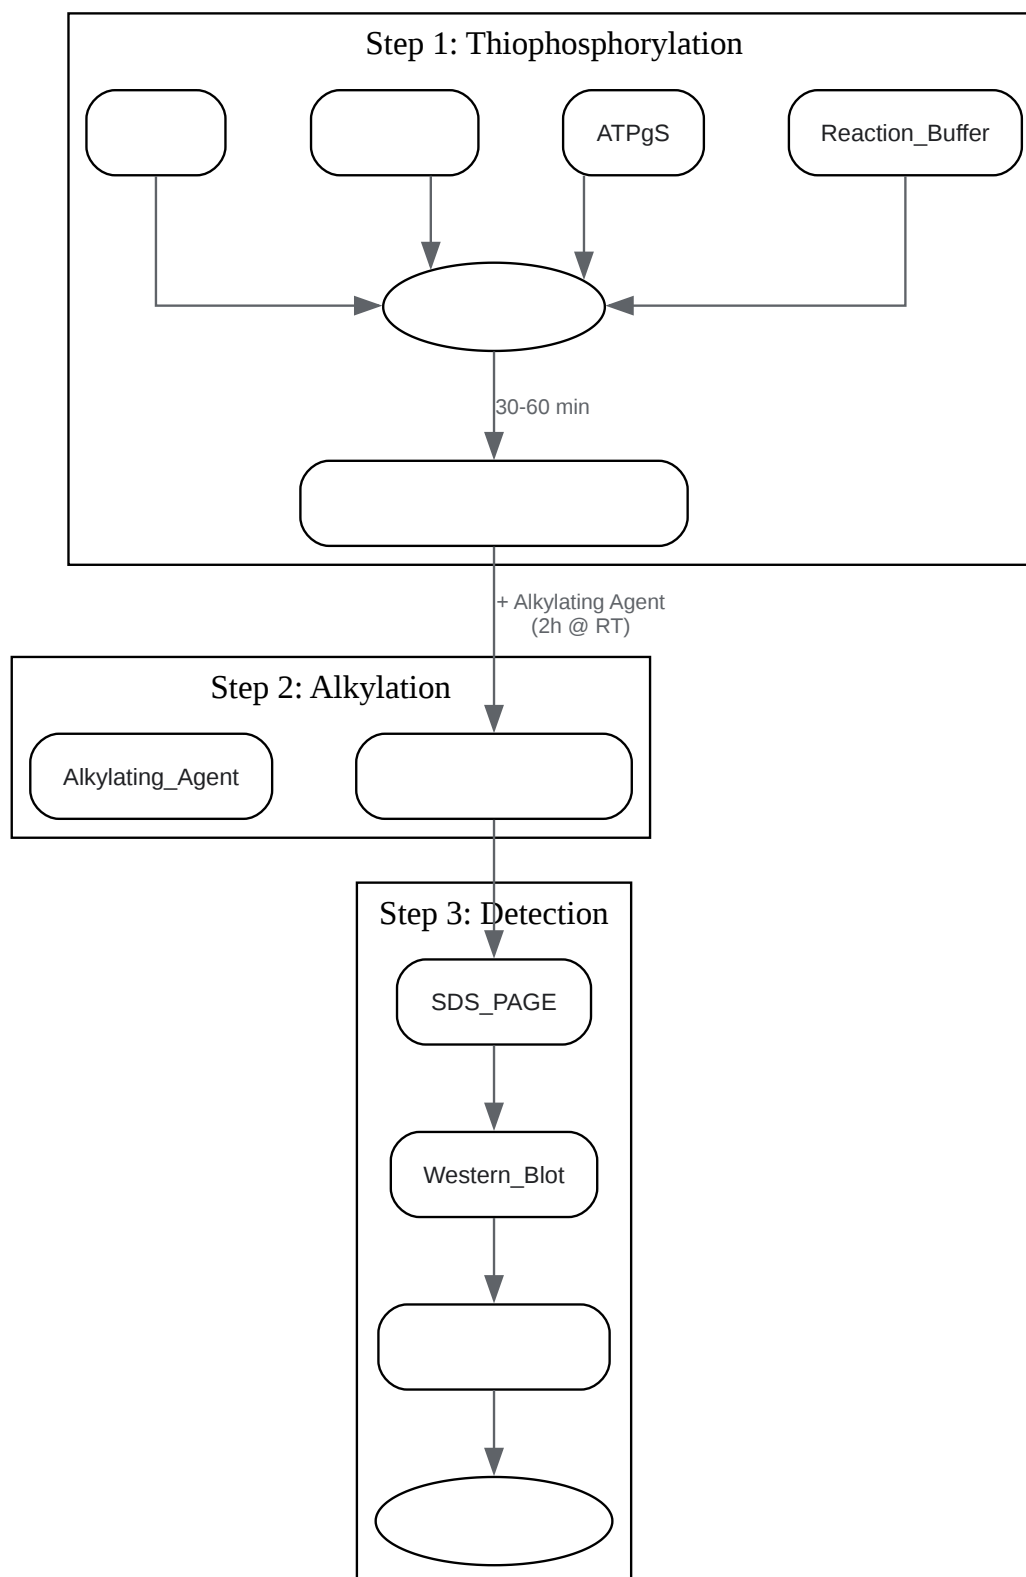 Step 1: Thiophosphorylation
ATPgS
Reaction_Buffer
30-60 min
+ Alkylating Agent
(2h @ RT)
Step 2: Alkylation
Alkylating_Agent
Step 3: Detection
SDS_PAGE
Western_Blot